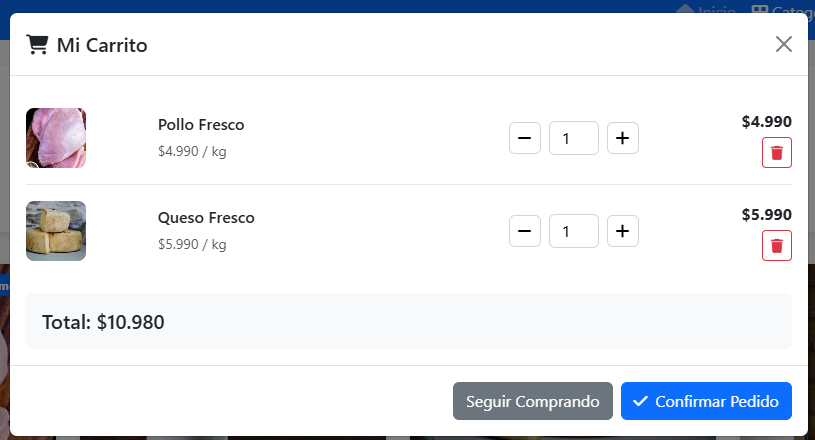 Inicio
Mi Carrito
Pollo Fresco
$4.990 / kg
1
$4.990
Queso Fresco
$5.990 / kg
1
$5.990
Total: $10.980
Seguir Comprando
Confirmar Pedido